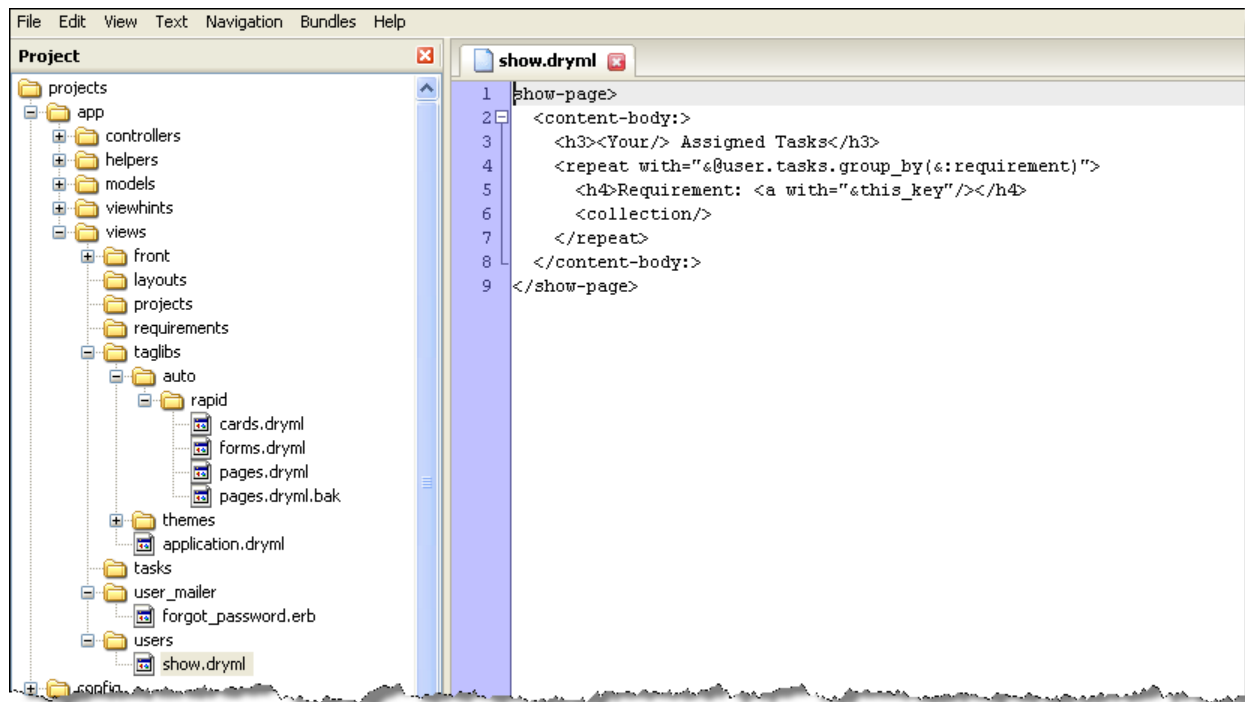 File Edit View Text Navigation Bundles Help
Project
projects
app
controllers
helpers
models
viewhints
views
front
layouts
projects
requirements
taglibs
auto
rapid
cards.dryml
forms.dryml
pages.dryml
pages.dryml.bak
themes
application.dryml
tasks
user_mailer
forgot_password.erb
users
show.dryml
config
show.dryml
1 show-page>
2 <content-body:>
3 <h3><Your/> Assigned Tasks</h3>
4 <repeat with="&@user.tasks.group_by(&:requirement)">
5 <h4>Requirement: <a with="&this_key"/></h4>
6 <collection/>
7 </repeat>
8 </content-body:>
9 </show-page>